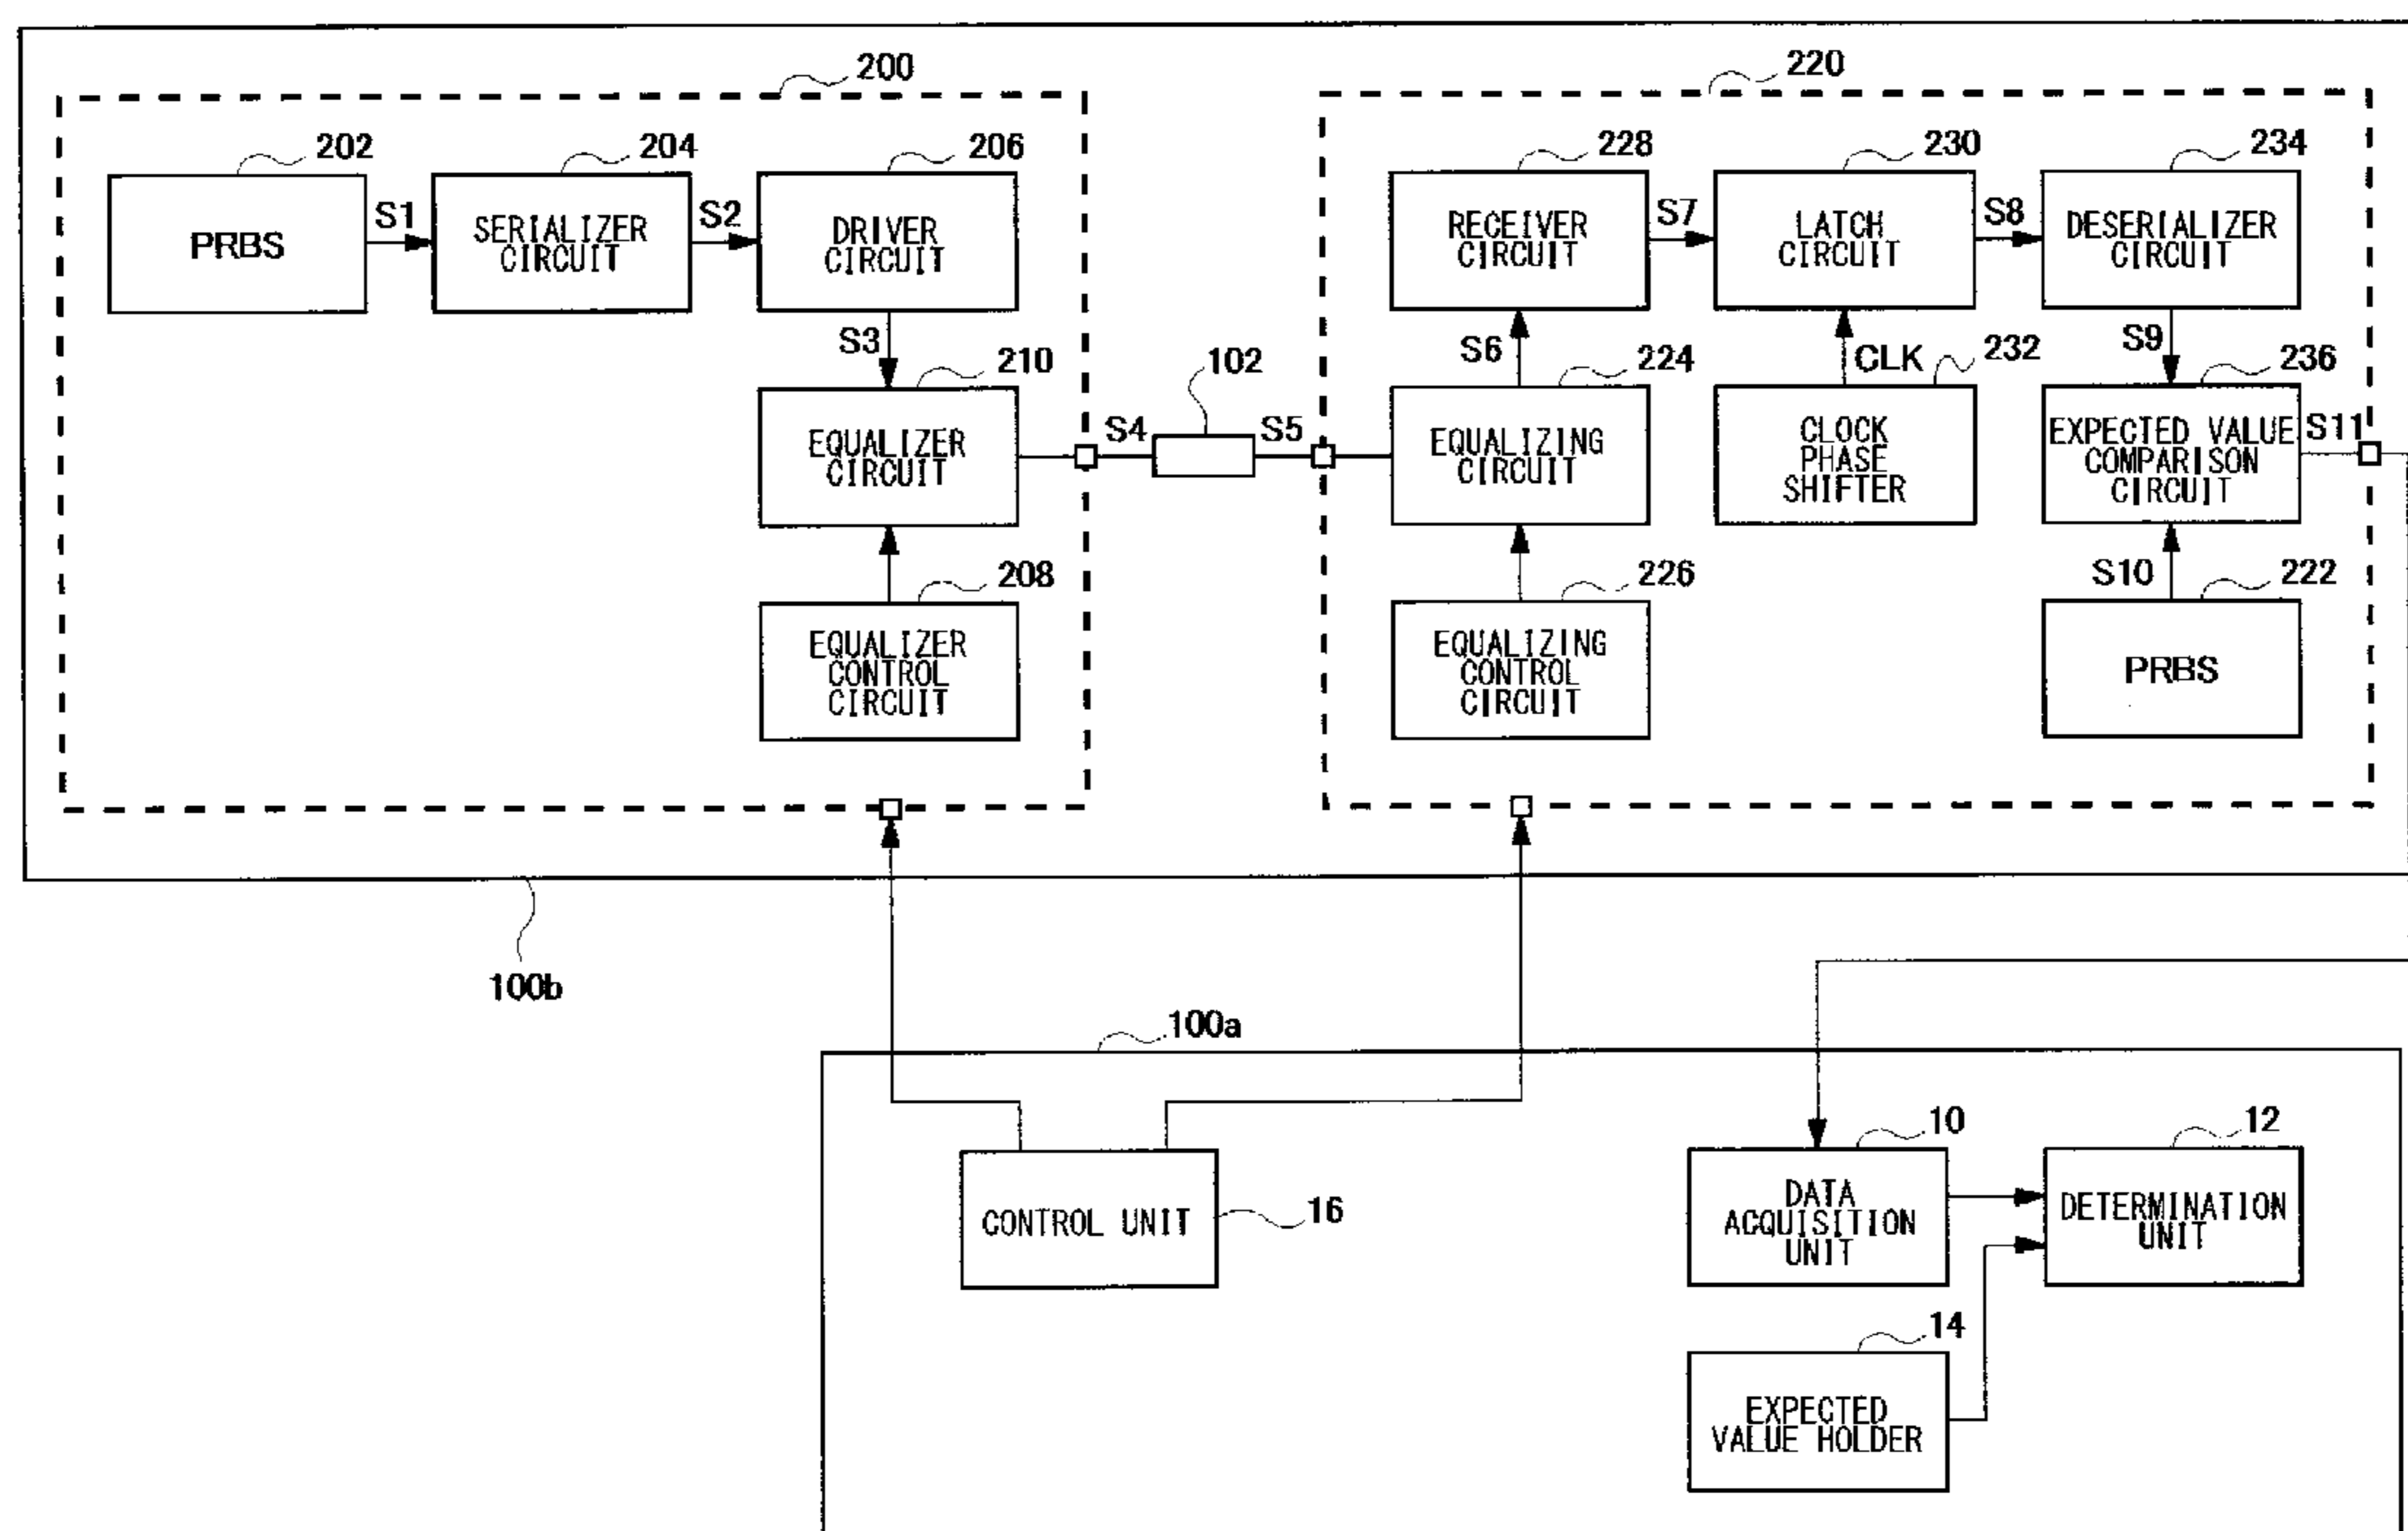 200
220
202
204
206
228
230
234
PRBS
S1
SERIALIZER
CIRCUIT
S2
DRIVER
CIRCUIT
RECEIVER
CIRCUIT
S7
LATCH
CIRCUIT
S8
DESERIALIZER
CIRCUIT
S3
210
102
S6
224
CLK
232
S9
236
EQUALIZER
CIRCUIT
S4
S5
EQUALIZING
CIRCUIT
CLOCK
PHASE
SHIFTER
EXPECTED VALUE
COMPARISON
CIRCUIT
S11
208
226
S10
222
EQUALIZER
CONTROL
CIRCUIT
EQUALIZING
CONTROL
CIRCUIT
PRBS
100b
100a
10
12
CONTROL UNIT
16
DATA
ACQUISITION
UNIT
DETERMINATION
UNIT
14
EXPECTED
VALUE HOLDER